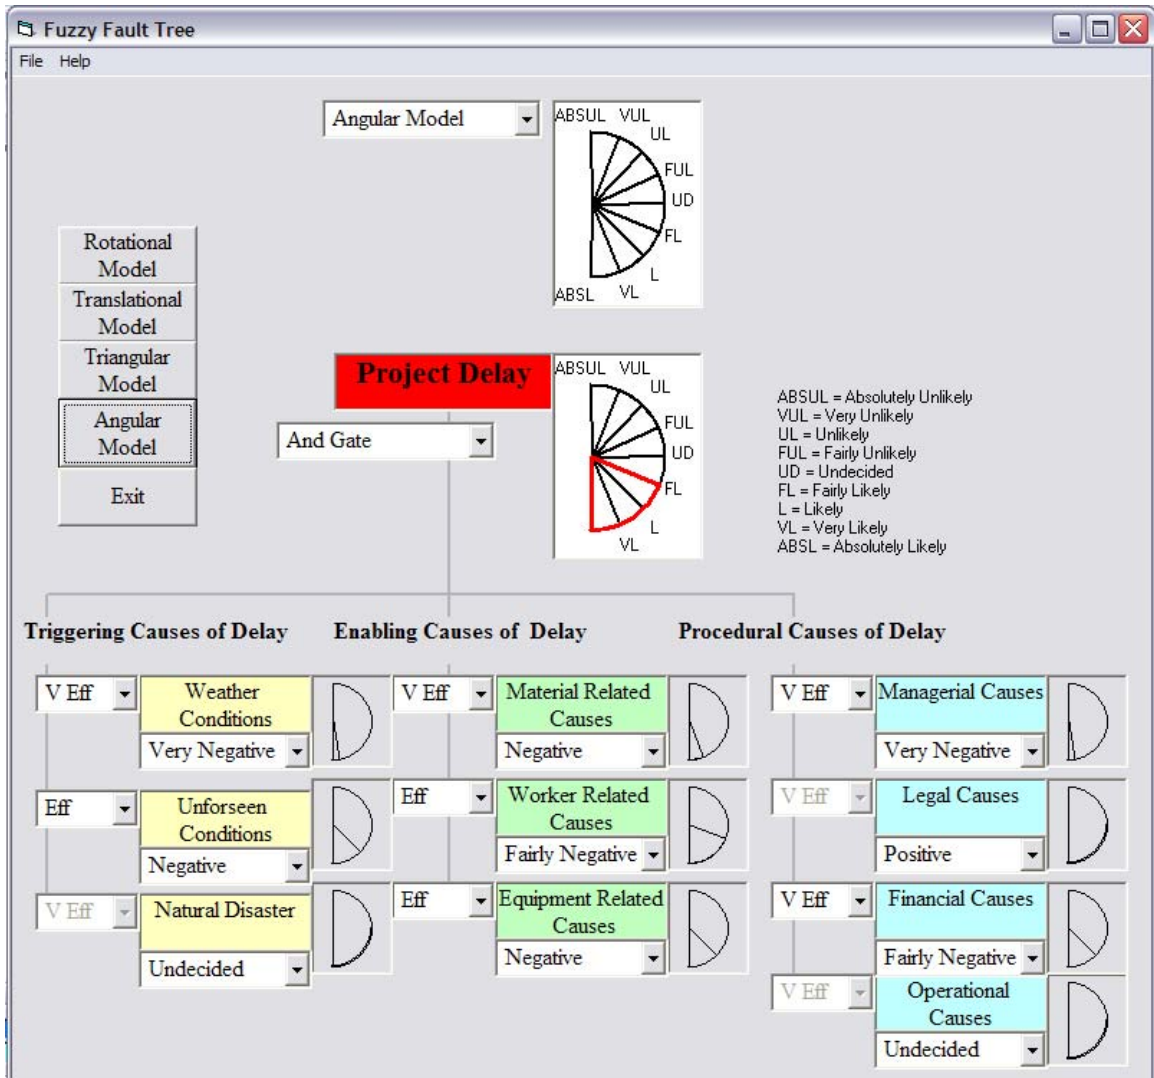 Fuzzy Fault Tree
File Help
Angular Model
ABSUL VUL
UL
FUL
UD
FL
L
VL
ABSL
Rotational
Model
Translational
Model
Triangular
Model
Angular
Model
Exit
Project Delay
And Gate
ABSUL VUL
UL
FUL
UD
FL
L
VL
ABSUL = Absolutely Unlikely
VUL = Very Unlikely
UL = Unlikely
FUL = Fairly Unlikely
UD = Undecided
FL = Fairly Likely
L = Likely
VL = Very Likely
ABSL = Absolutely Likely
Triggering Causes of Delay
Enabling Causes of Delay
Procedural Causes of Delay
V Eff
Weather
Conditions
Very Negative
Eff
Unforseen
Conditions
Negative
V Eff
Natural Disaster
Undecided
V Eff
Material Related
Causes
Negative
Eff
Worker Related
Causes
Fairly Negative
Eff
Equipment Related
Causes
Negative
V Eff
Managerial Causes
Very Negative
V Eff
Legal Causes
Positive
V Eff
Financial Causes
Fairly Negative
V Eff
Operational
Causes
Undecided